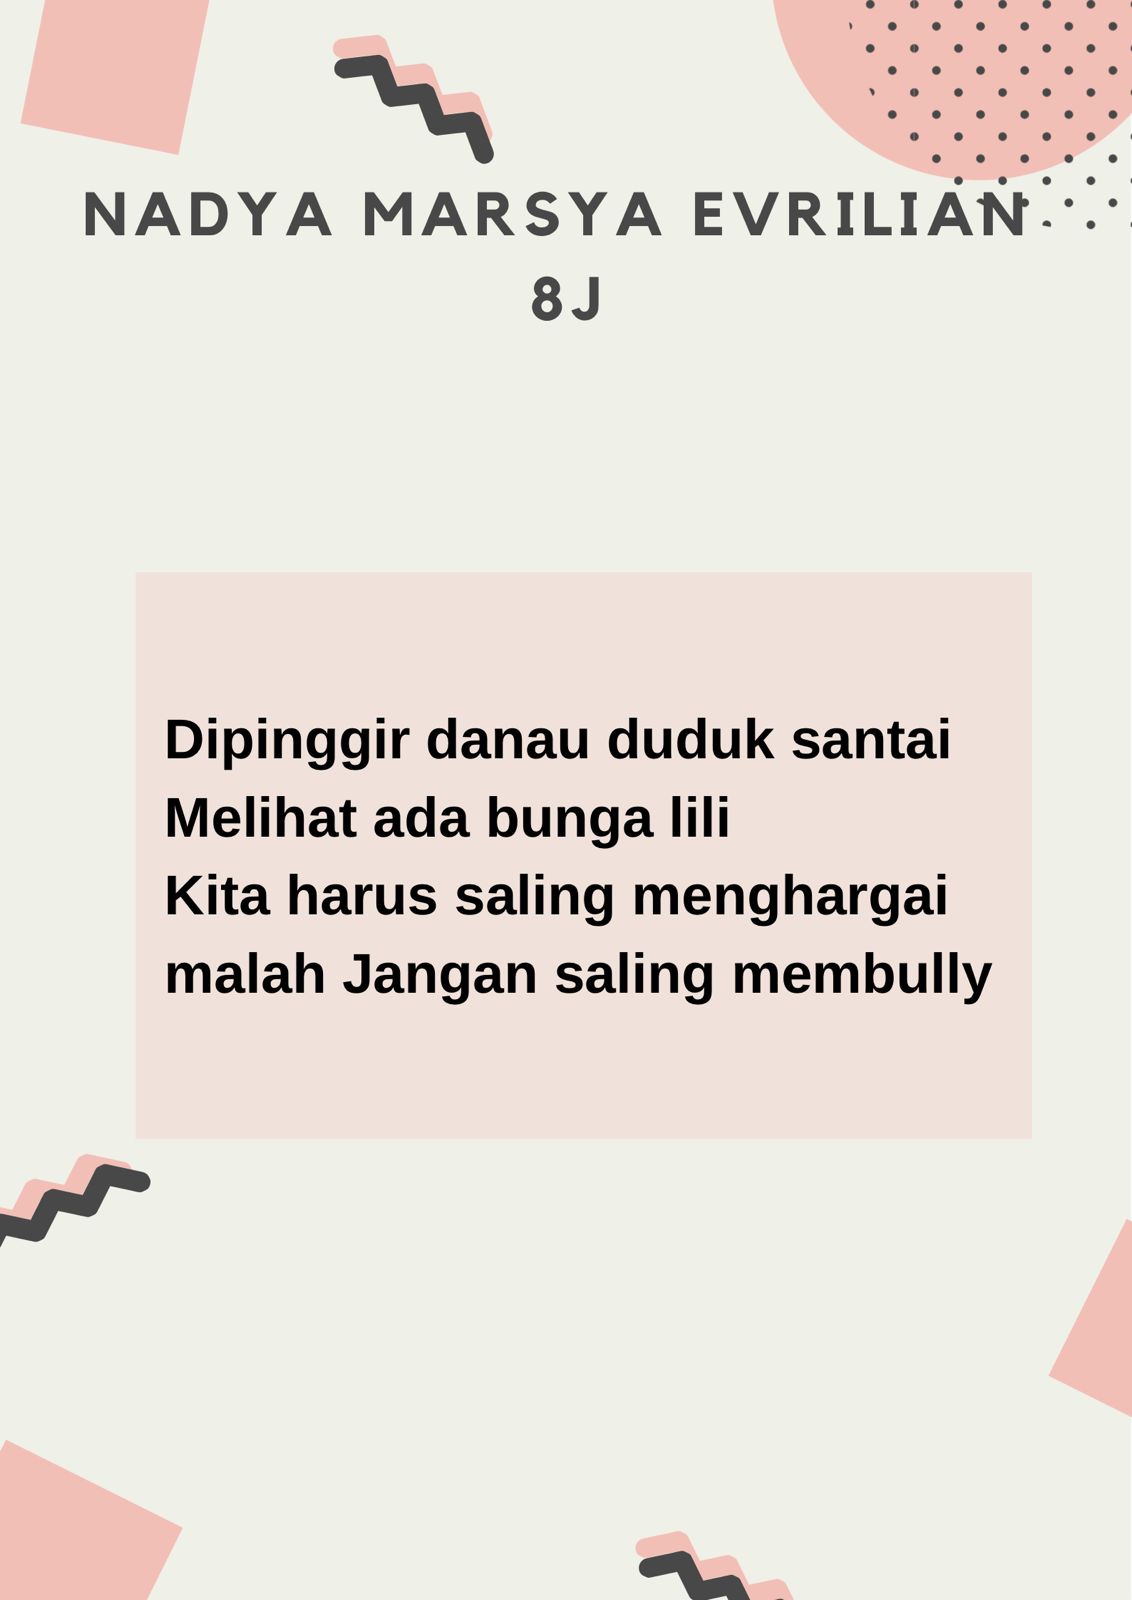 NADYA MARSYA EVRILIAN
8J
Dipinggir danau duduk santai
Melihat ada bunga lili
Kita harus saling menghargai
malah Jangan saling membully